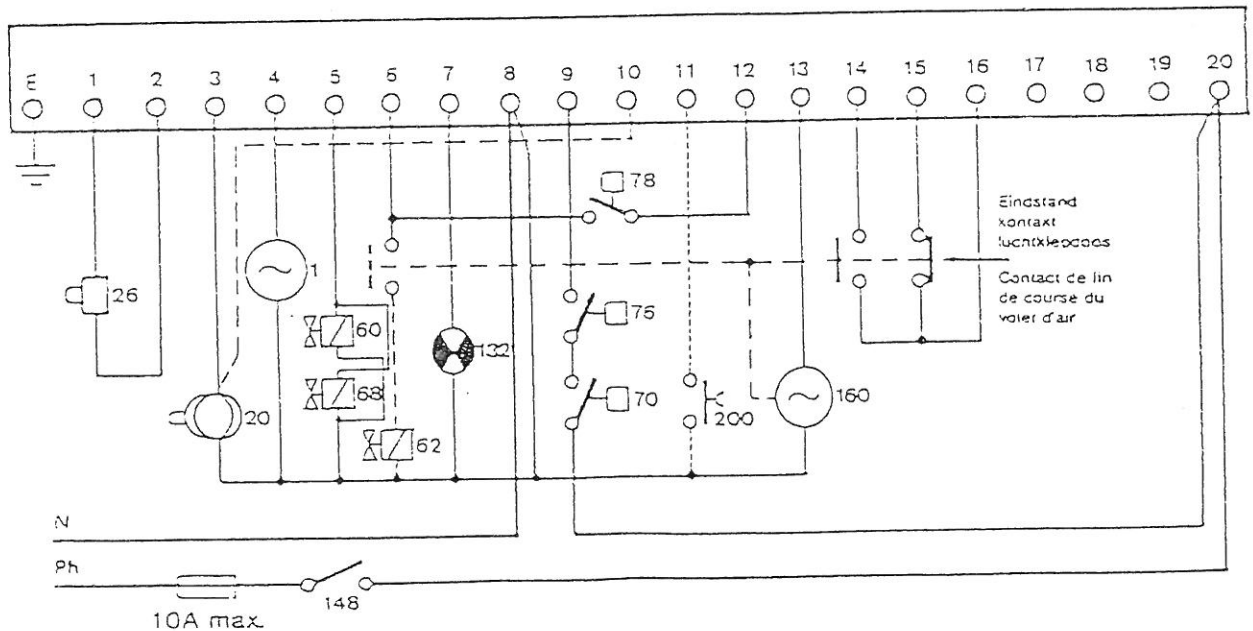 E 1 2 3 4 5 6 7 8 9 10 11 12 13 14 15 16 17 18 19 20
78
Eindstand
kontakt
luchtklepdoos
Contact de fin
de course du
volet d'air
26
1
60
132
76
68
70
160
20
62
200
N
Ph
148
10A max.